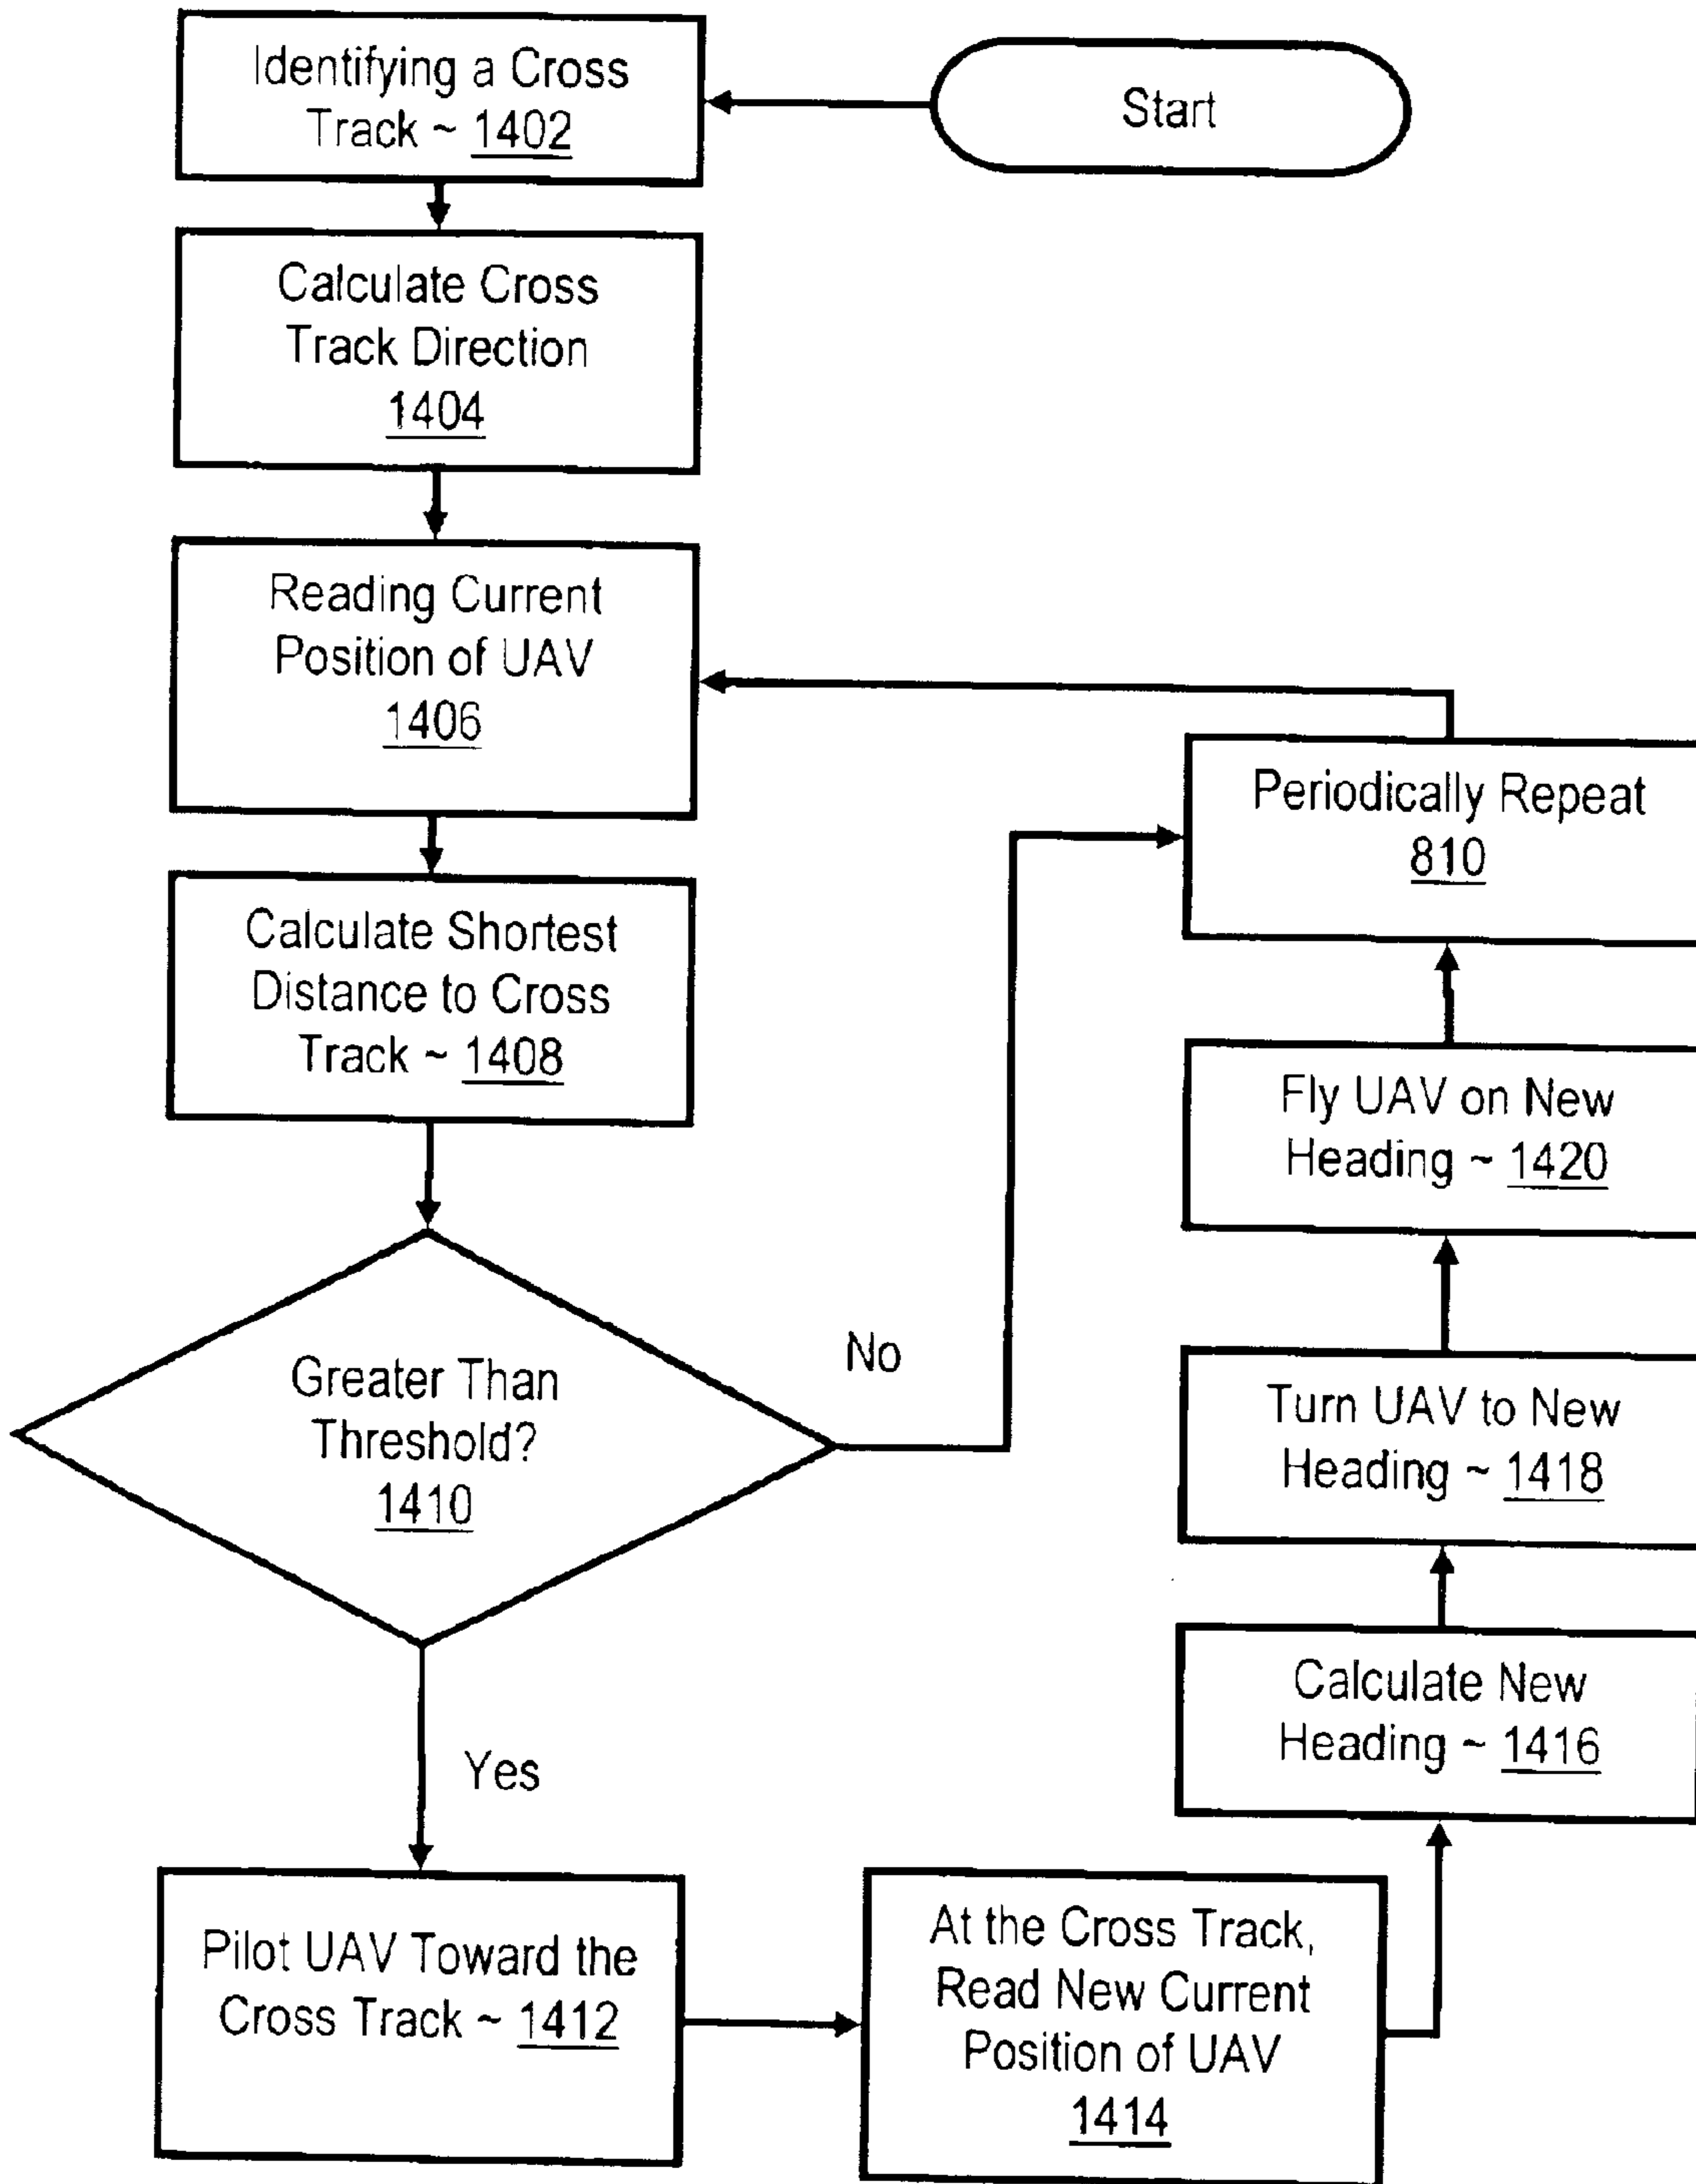 Start
Identifying a Cross
Track ~ 1402
Calculate Cross
Track Direction
1404
Reading Current
Position of UAV
1406
Calculate Shortest
Distance to Cross
Track ~ 1408
Greater Than
Threshold?
1410
No
Yes
Pilot UAV Toward the
Cross Track ~ 1412
At the Cross Track,
Read New Current
Position of UAV
1414
Calculate New
Heading ~ 1416
Turn UAV to New
Heading ~ 1418
Fly UAV on New
Heading ~ 1420
Periodically Repeat
810